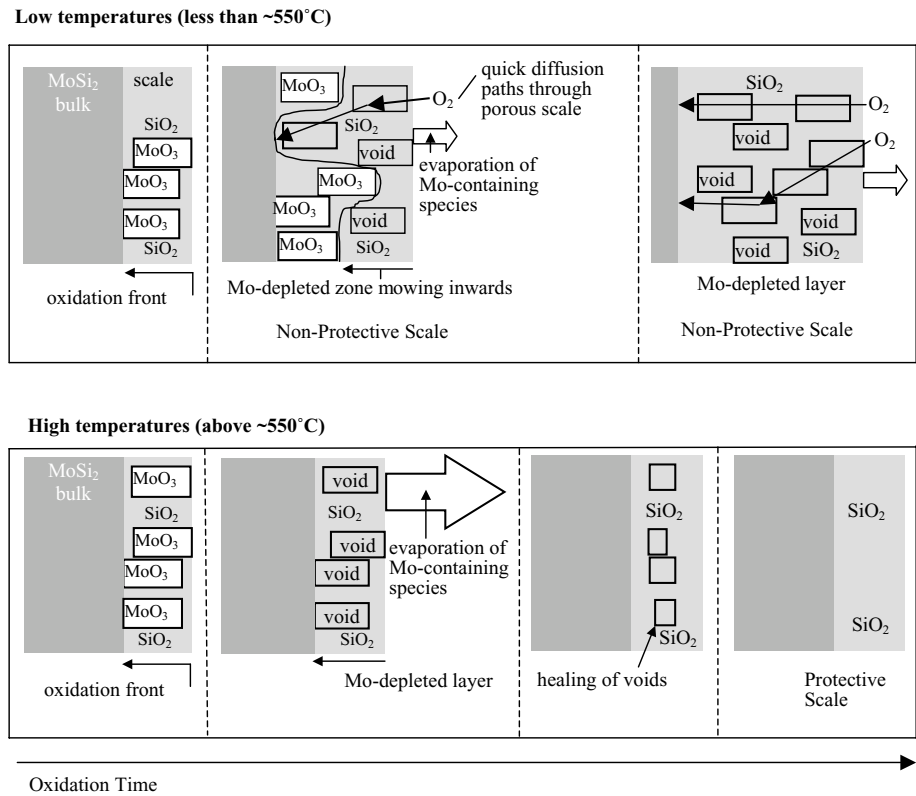 Low temperatures (less than ~550˚C)
MoSi₂
bulk
scale
SiO₂
MoO₃
MoO₃
MoO₃
SiO₂
oxidation front
MoO₃
O₂
quick diffusion
paths through
porous scale
SiO₂
void
evaporation of
Mo-containing
species
MoO₃
MoO₃
void
MoO₃
SiO₂
Mo-depleted zone mowing inwards
Non-Protective Scale
SiO₂
O₂
void
O₂
void
void
void
SiO₂
Mo-depleted layer
Non-Protective Scale
High temperatures (above ~550˚C)
MoSi₂
bulk
MoO₃
SiO₂
MoO₃
MoO₃
MoO₃
SiO₂
oxidation front
void
SiO₂
void
void
void
SiO₂
evaporation of
Mo-containing
species
Mo-depleted layer
SiO₂
SiO₂
healing of voids
SiO₂
SiO₂
Protective
Scale
Oxidation Time